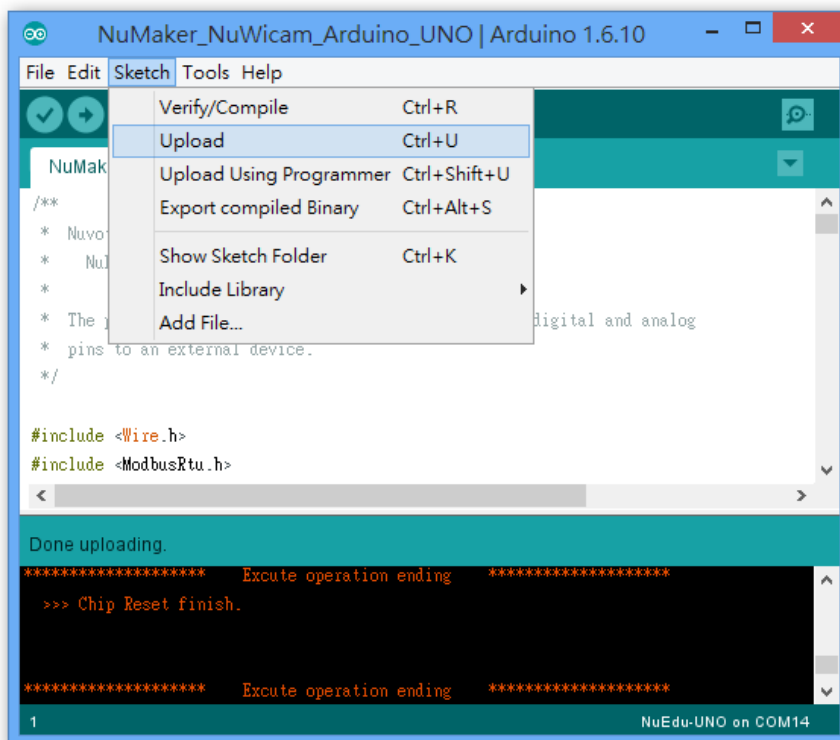 NuMaker_NuWicam_Arduino_UNO | Arduino 1.6.10
File Edit Sketch Tools Help
Verify/Compile Ctrl+R
Upload Ctrl+U
Upload Using Programmer Ctrl+Shift+U
Export compiled Binary Ctrl+Alt+S
Show Sketch Folder Ctrl+K
Include Library
Add File...
NuMak
/**
*
*
*
* The digital and analog
* pins to an external device.
*/
#include <Wire.h>
#include <ModbusRtu.h>
Done uploading.
******************** Excute operation ending ********************
>>> Chip Reset finish.
******************** Excute operation ending ********************
1 NuEdu-UNO on COM14